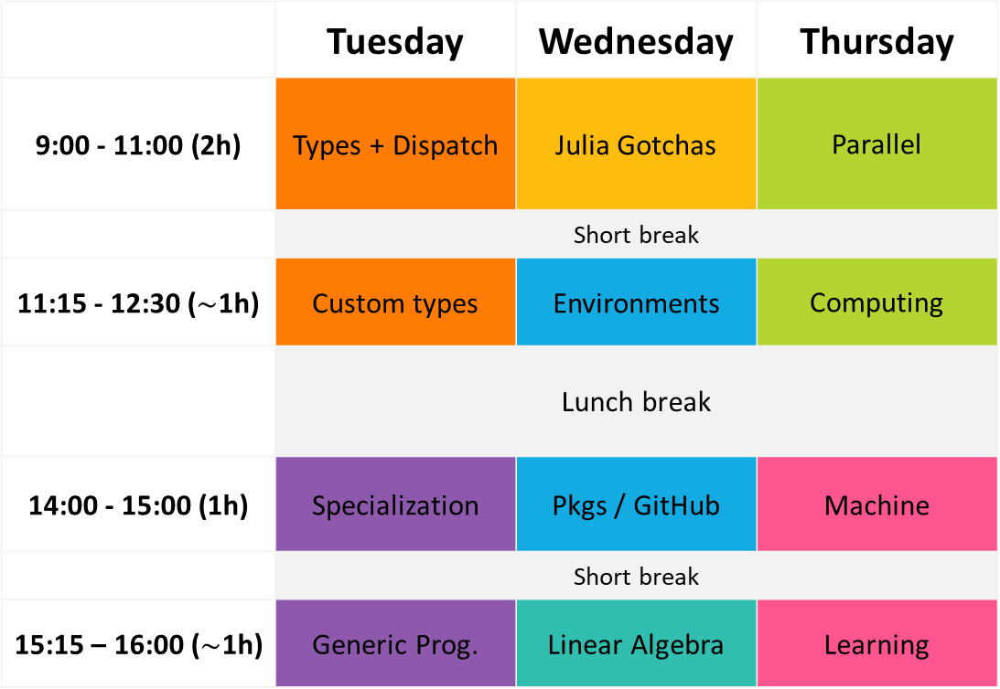 Tuesday Wednesday Thursday
9:00 - 11:00 (2h) Types + Dispatch Julia Gotchas Parallel
Short break
11:15 - 12:30 (~1h) Custom types Environments Computing
Lunch break
14:00 - 15:00 (1h) Specialization Pkgs / GitHub Machine
Short break
15:15 – 16:00 (~1h) Generic Prog. Linear Algebra Learning